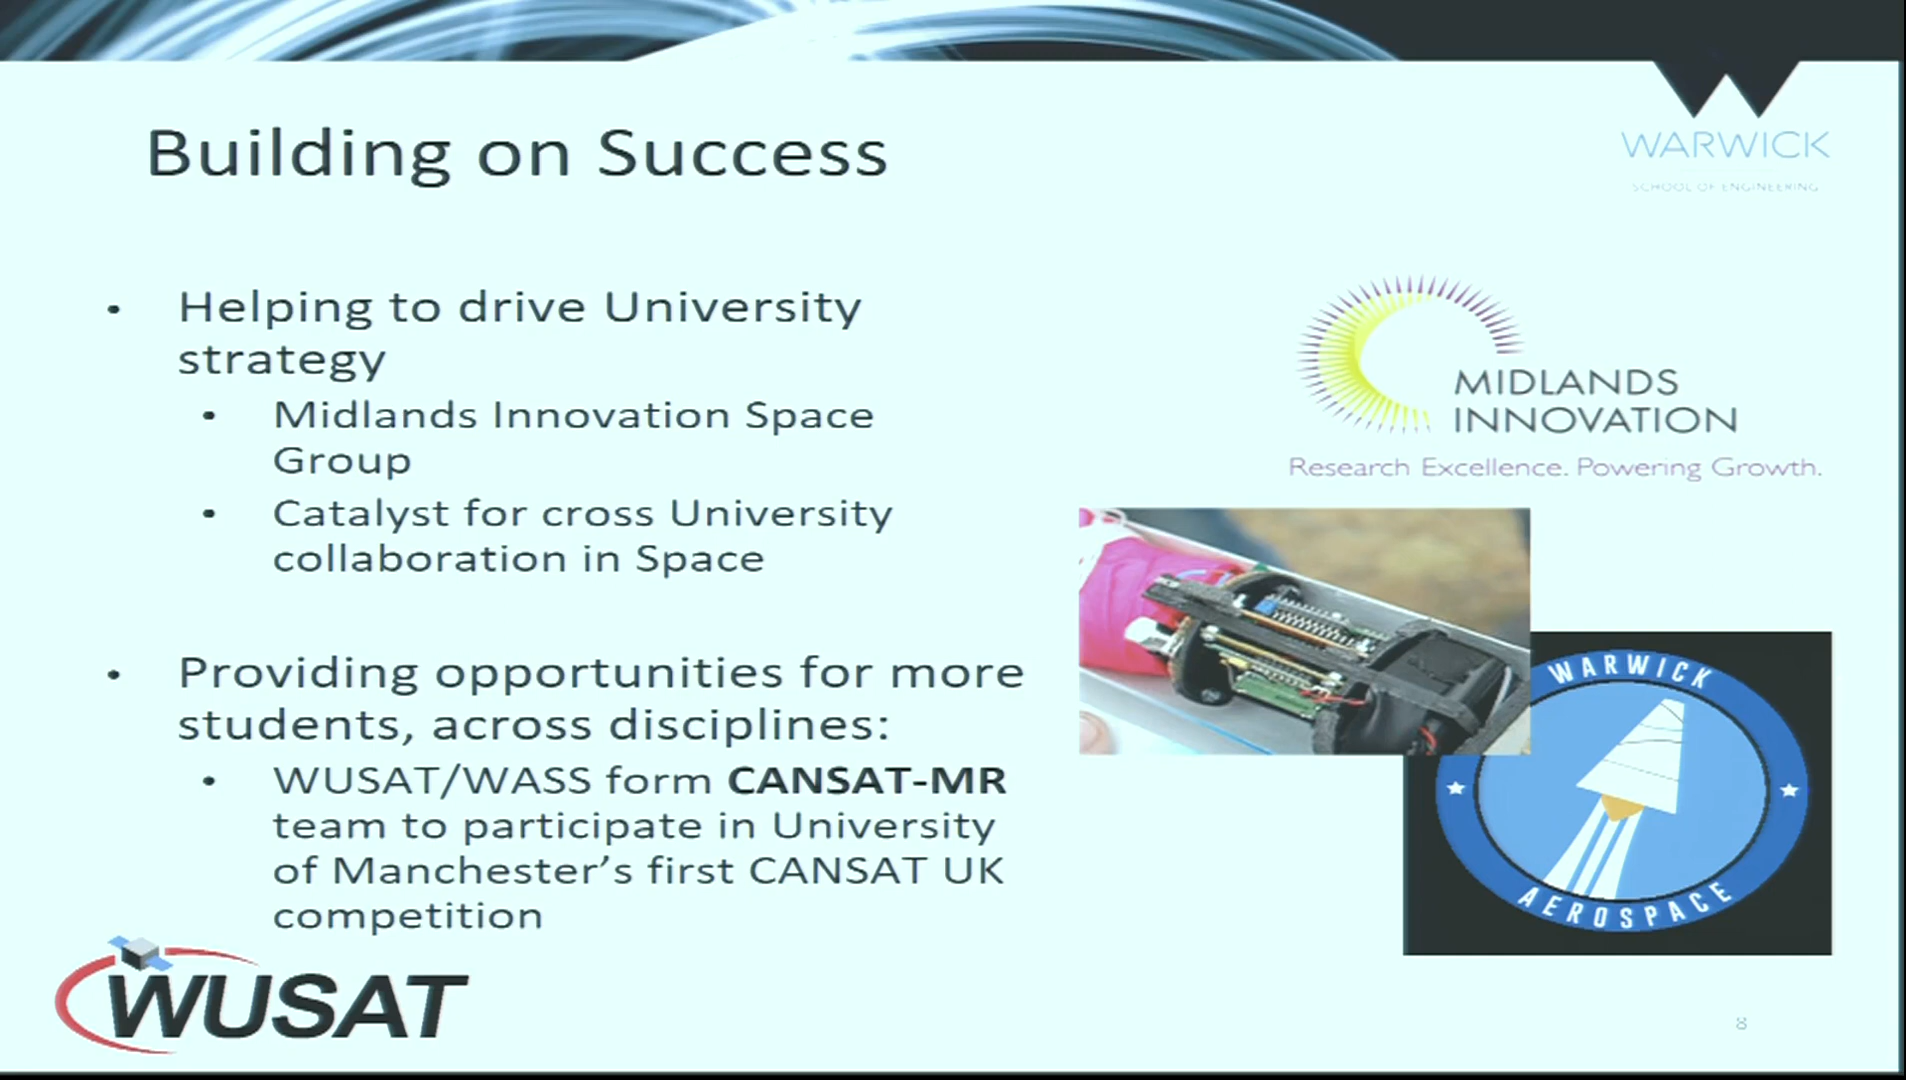 Building on Success
WARWICK
SCHOOL OF ENGINEERING
• Helping to drive University
strategy
• Midlands Innovation Space
Group
• Catalyst for cross University
collaboration in Space
• Providing opportunities for more
students, across disciplines:
• WUSAT/WASS form CANSAT-MR
team to participate in University
of Manchester’s first CANSAT UK
competition
MIDLANDS
INNOVATION
Research Excellence. Powering Growth.
WARWICK
AEROSPACE
WUSAT
8